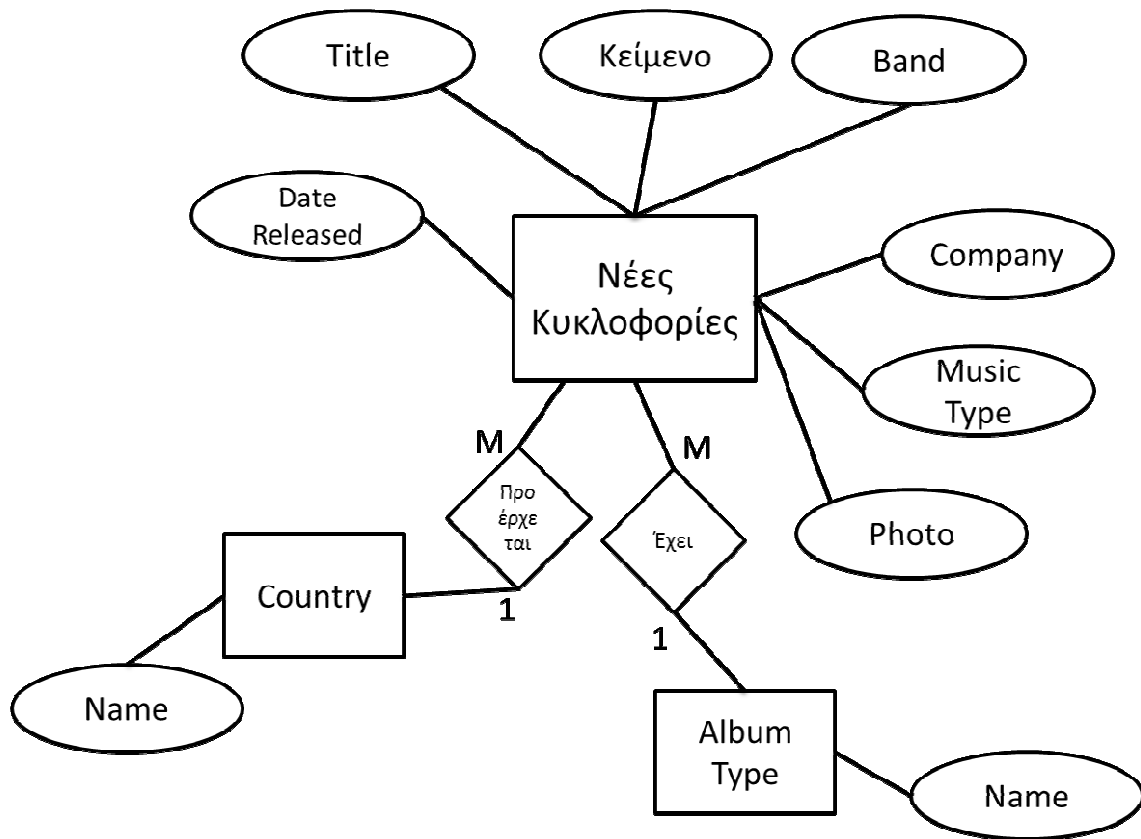 Title
Κείμενο
Band
Date
Released
Νέες
Κυκλοφορίες
Company
Music
Type
Photo
M
M
Προ
έρχε
ται
Έχει
Country
1
1
Name
Album
Type
Name